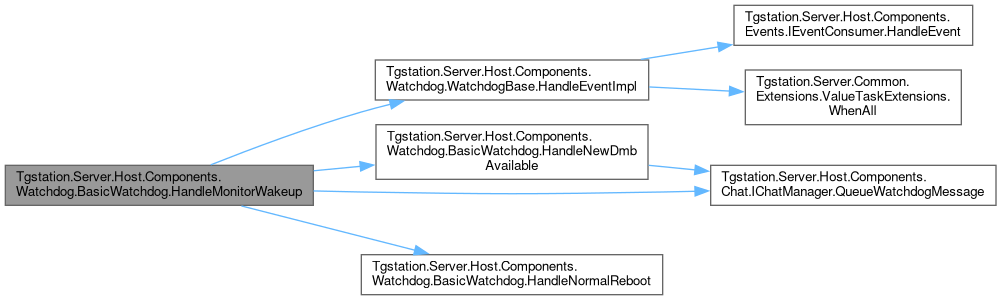 Tgstation.Server.Host.Components.
Watchdog.BasicWatchdog.HandleMonitorWakeup
Tgstation.Server.Host.Components.
Watchdog.WatchdogBase.HandleEventImpl
Tgstation.Server.Host.Components.
Events.IEventConsumer.HandleEvent
Tgstation.Server.Common.
Extensions.ValueTaskExtensions.
WhenAll
Tgstation.Server.Host.Components.
Watchdog.BasicWatchdog.HandleNewDmb
Available
Tgstation.Server.Host.Components.
Chat.IChatManager.QueueWatchdogMessage
Tgstation.Server.Host.Components.
Watchdog.BasicWatchdog.HandleNormalReboot